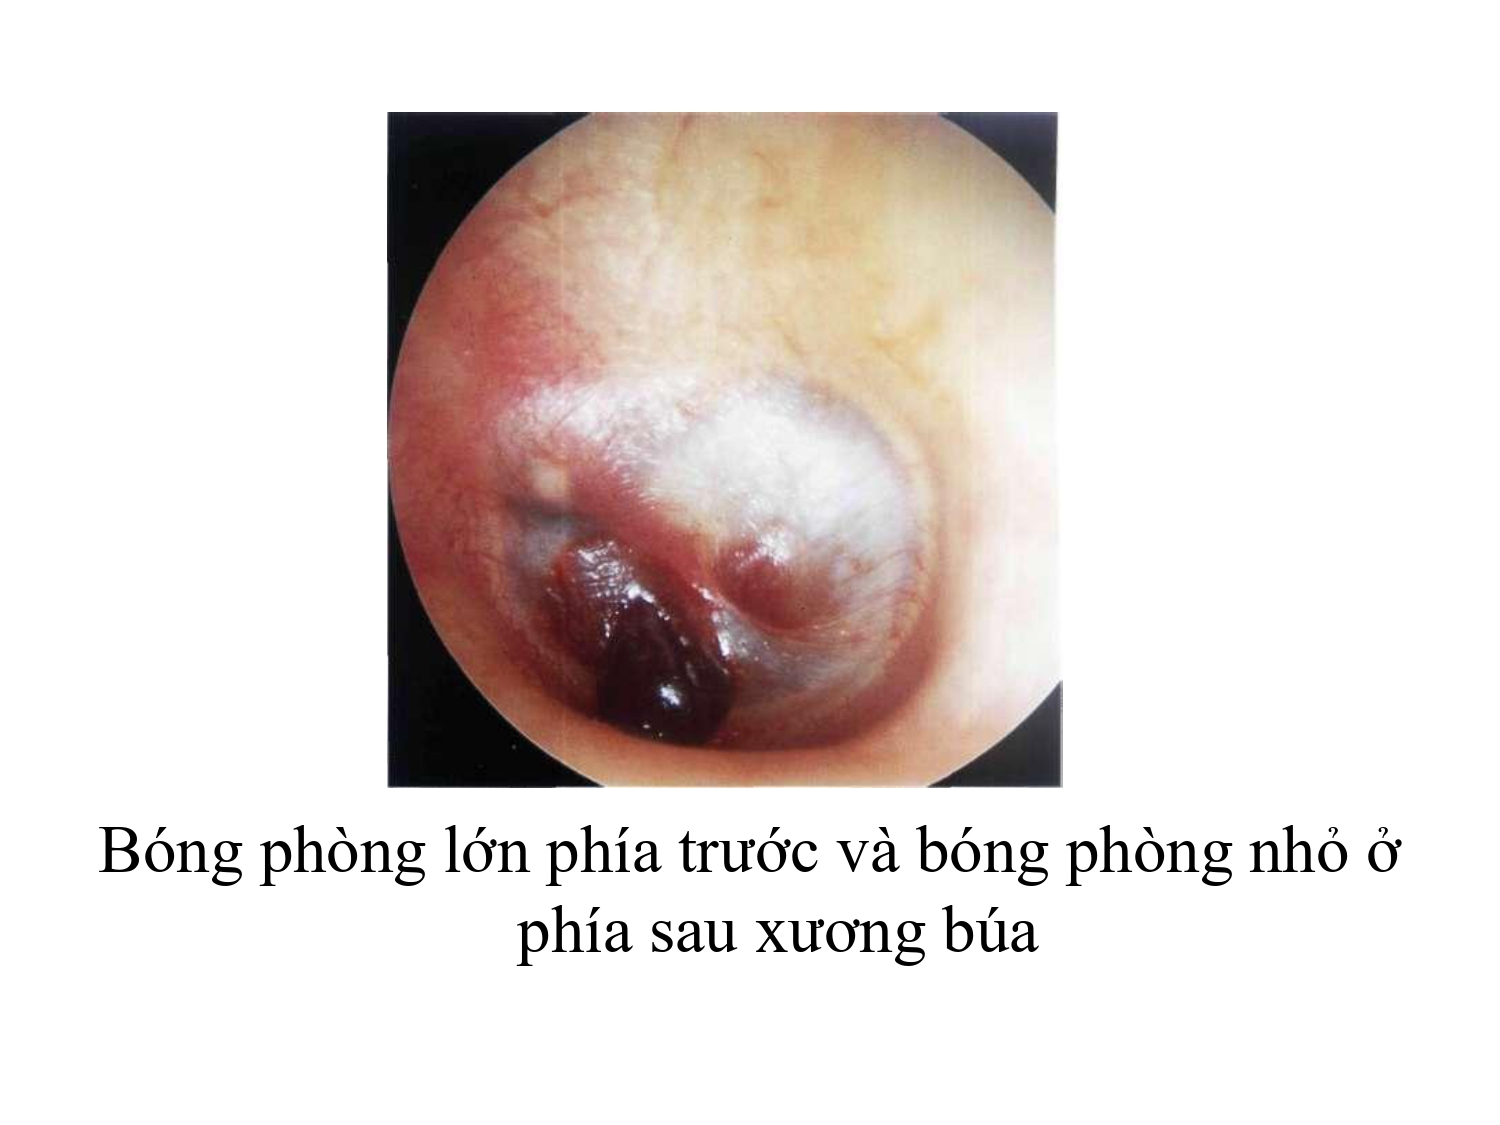 Bóng phòng lớn phía trước và bóng phòng nhỏ ở
phía sau xương búa